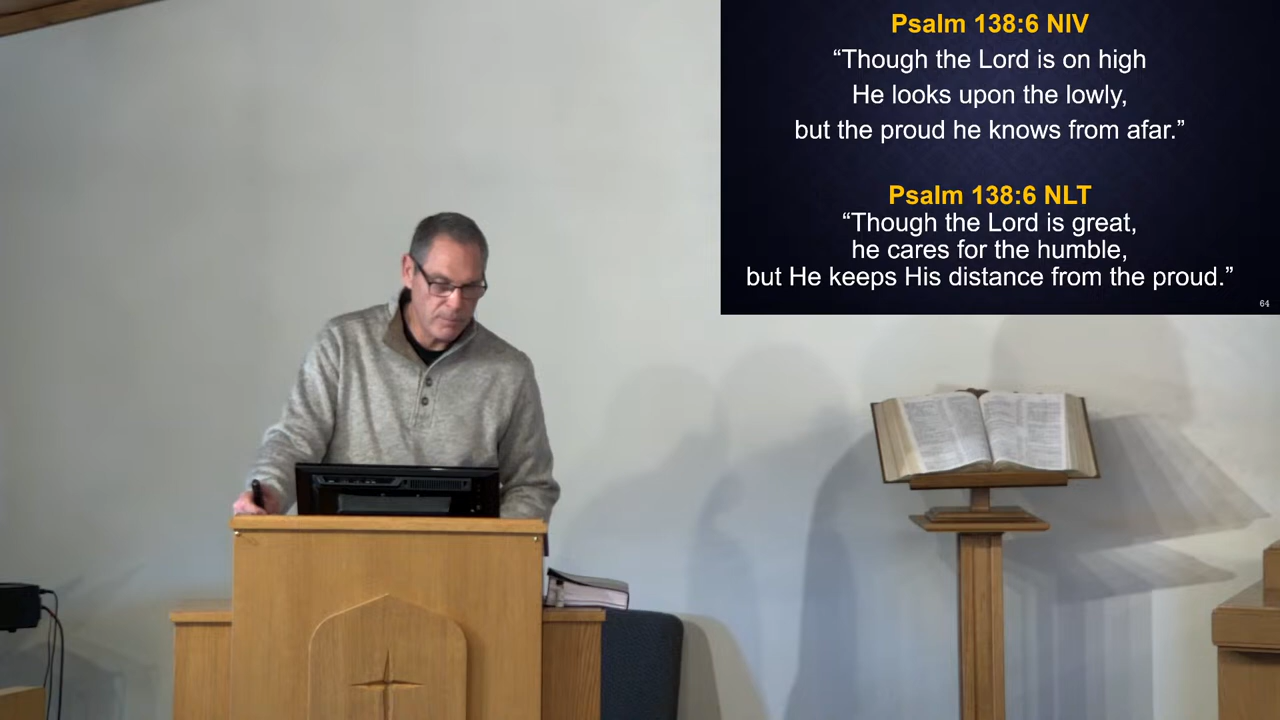 Psalm 138:6 NIV
“Though the Lord is on high
He looks upon the lowly,
but the proud he knows from afar.”
Psalm 138:6 NLT
“Though the Lord is great,
he cares for the humble,
but He keeps His distance from the proud.”
64